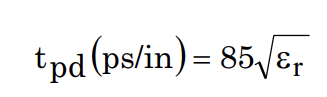 t_pd (ps/in) = 85√ε_r